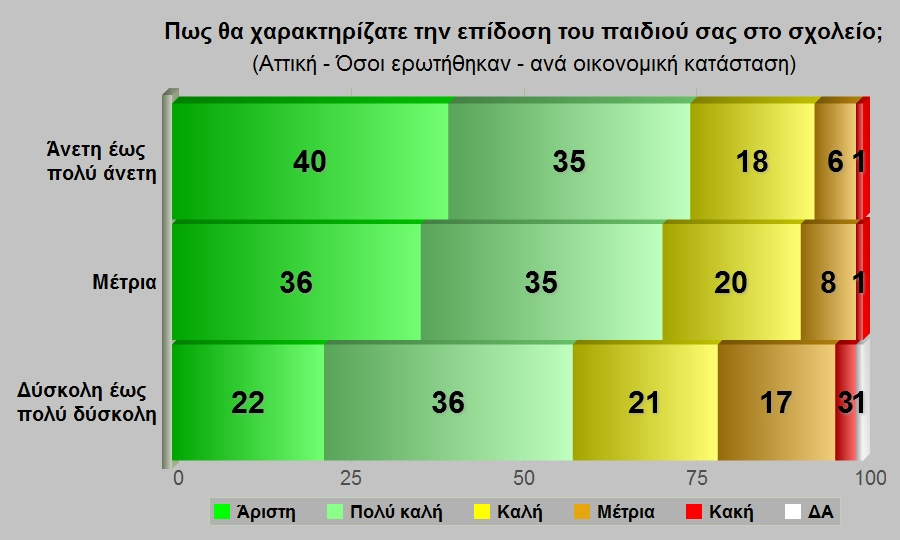 Πως θα χαρακτηρίζατε την επίδοση του παιδιού σας στο σχολείο;
(Αττική - Όσοι ερωτήθηκαν - ανά οικονομική κατάσταση)
Άνετη έως
πολύ άνετη
40 35 18 6 1
Μέτρια
36 35 20 8 1
Δύσκολη έως
πολύ δύσκολη
22 36 21 17 3 1
0 25 50 75 100
Άριστη Πολύ καλή Καλή Μέτρια Κακή ΔΑ